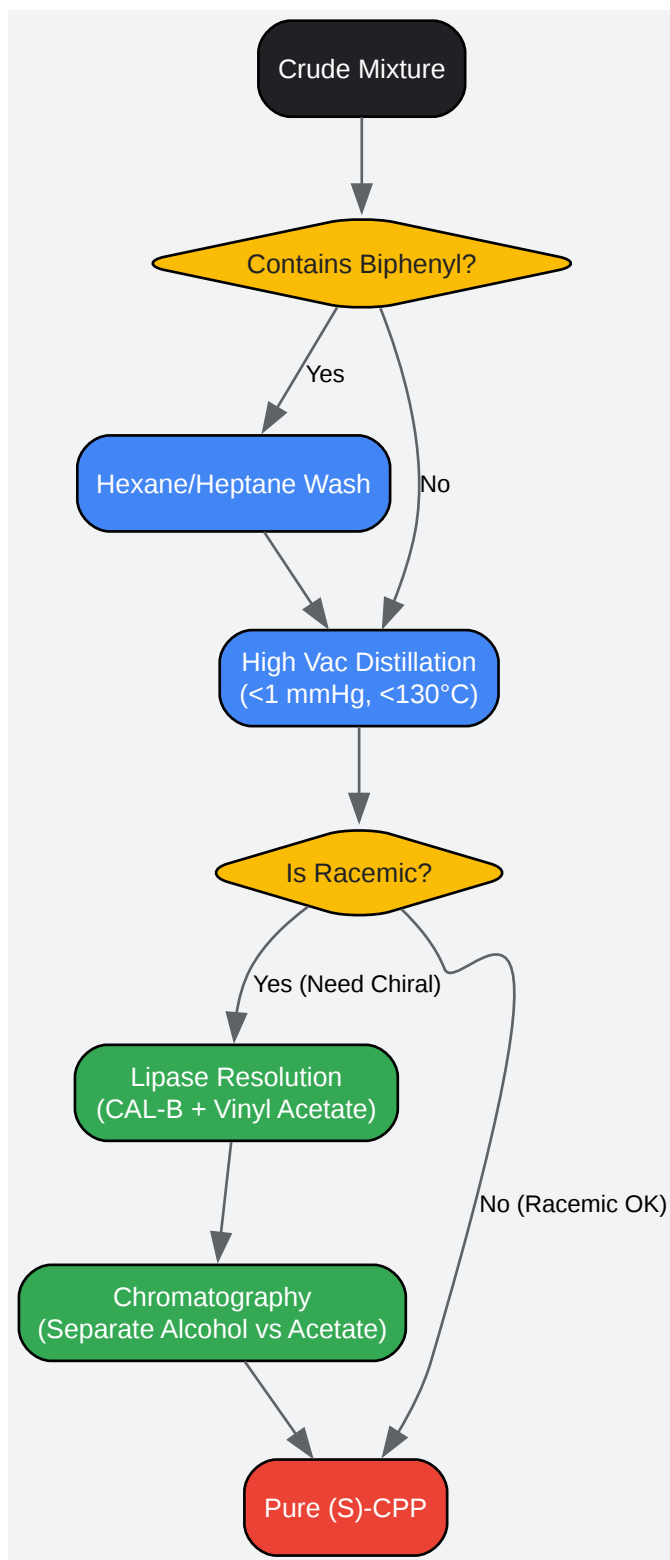 Crude Mixture
Contains Biphenyl?
Yes
Hexane/Heptane Wash
No
High Vac Distillation
(<1 mmHg, <130°C)
Is Racemic?
Yes (Need Chiral)
Lipase Resolution
(CAL-B + Vinyl Acetate)
No (Racemic OK)
Chromatography
(Separate Alcohol vs Acetate)
Pure (S)-CPP